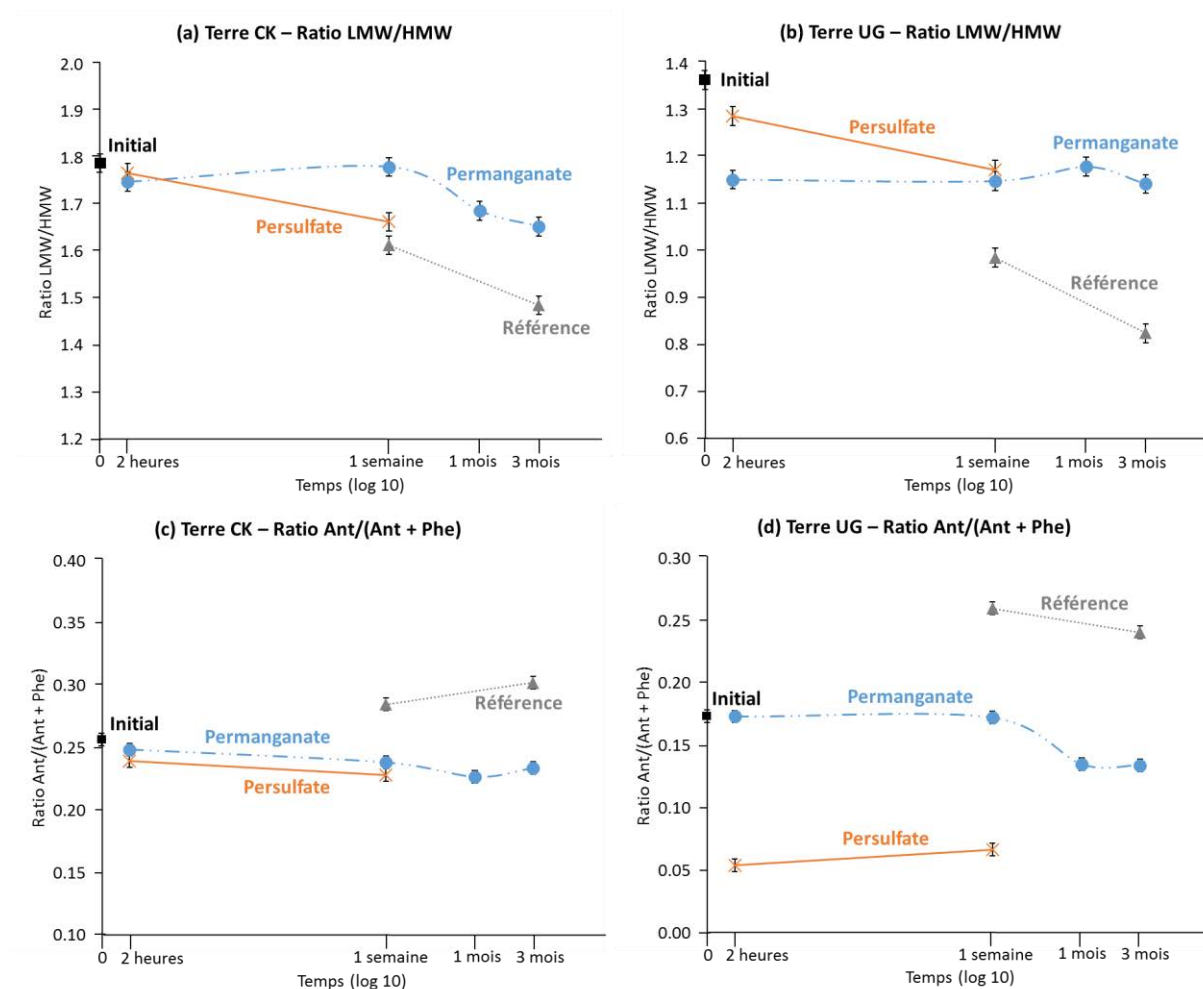 (a) Terre CK – Ratio LMW/HMW
Ratio LMW/HMW
2.0
1.9
1.8
1.7
1.6
1.5
1.4
1.3
1.2
Initial
Permanganate
Persulfate
Référence
0 2 heures 1 semaine 1 mois 3 mois
Temps (log 10)
(b) Terre UG – Ratio LMW/HMW
Ratio LMW/HMW
1.4
1.3
1.2
1.1
1.0
0.9
0.8
0.7
0.6
Initial
Persulfate
Permanganate
Référence
0 2 heures 1 semaine 1 mois 3 mois
Temps (log 10)
(c) Terre CK – Ratio Ant/(Ant + Phe)
Ratio Ant/(Ant + Phe)
0.40
0.35
0.30
0.25
0.20
0.15
0.10
Initial
Référence
Permanganate
Persulfate
0 2 heures 1 semaine 1 mois 3 mois
Temps (log 10)
(d) Terre UG – Ratio Ant/(Ant + Phe)
Ratio Ant/(Ant + Phe)
0.30
0.25
0.20
0.15
0.10
0.05
0.00
Référence
Initial
Permanganate
Persulfate
0 2 heures 1 semaine 1 mois 3 mois
Temps (log 10)